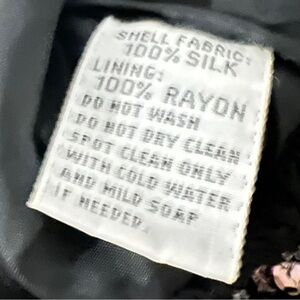 SHELL FABRIC:
100% SILK
LINING:
100% RAYON
DO NOT WASH
DO NOT DRY CLEAN
SPOT CLEAN ONLY
WITH COLD WATER
AND MILD SOAP
IF NEEDED.